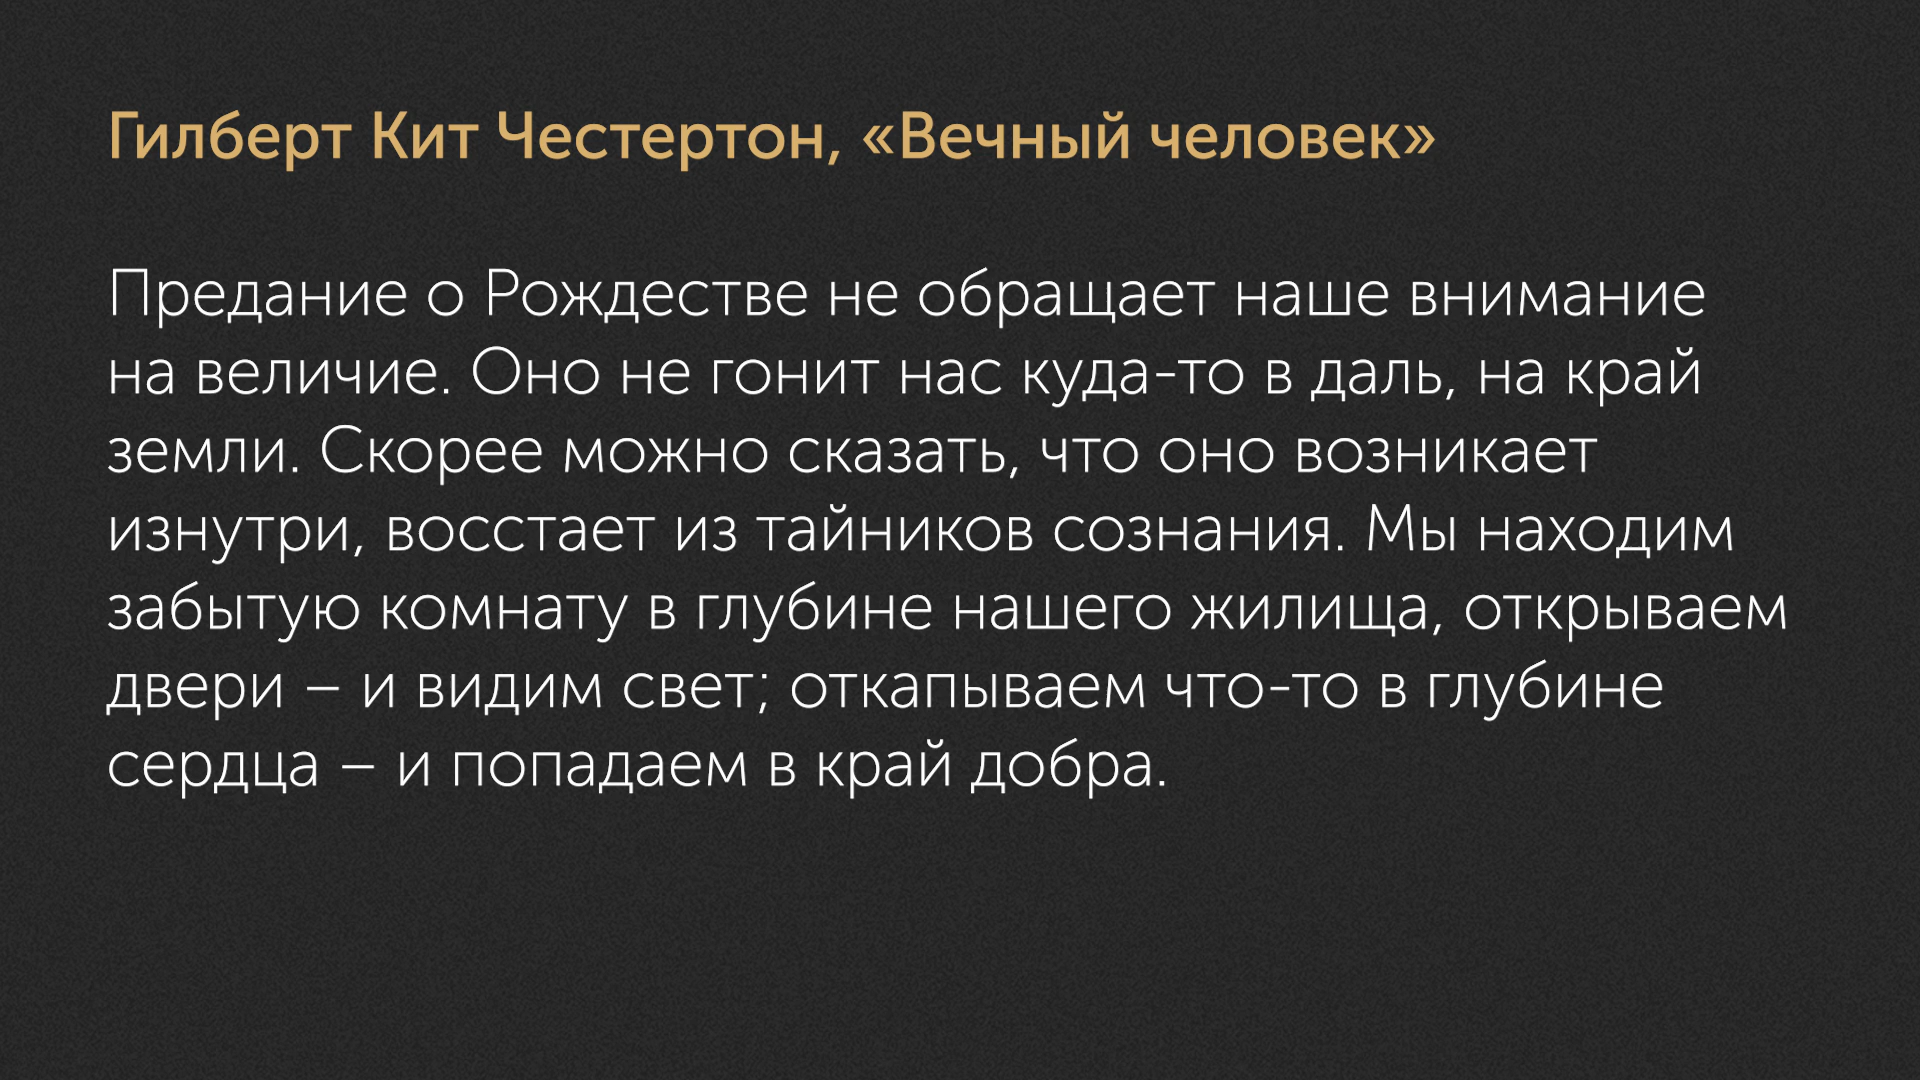 Гилберт Кит Честертон, «Вечный человек»
Предание о Рождестве не обращает наше внимание
на величие. Оно не гонит нас куда-то в даль, на край
земли. Скорее можно сказать, что оно возникает
изнутри, восстает из тайников сознания. Мы находим
забытую комнату в глубине нашего жилища, открываем
двери – и видим свет; откапываем что-то в глубине
сердца – и попадаем в край добра.